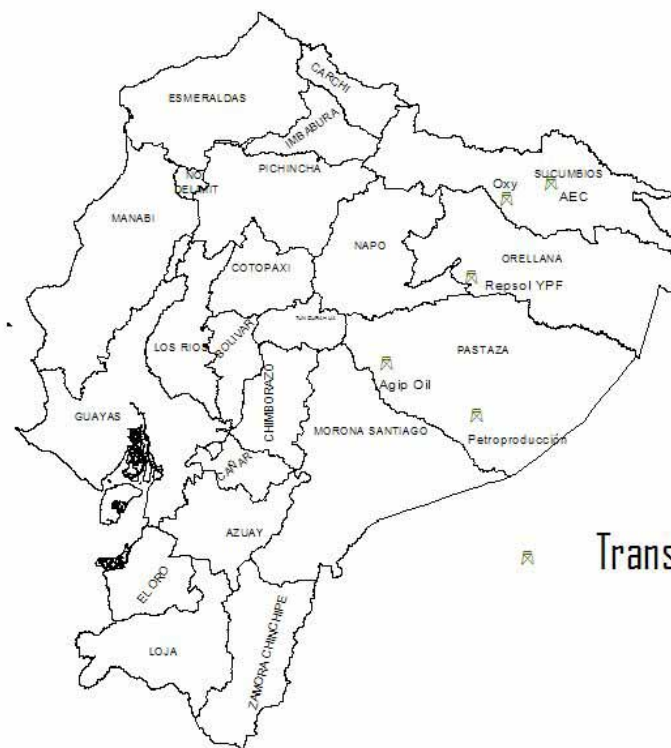 CARCHI
ESMERALDAS
IMBABURA
PICHINCHA
NO
DELIMIT
SUCUMBIOS
Oxy
AEC
MANABI
NAPO
ORELLANA
COTOPAXI
Repsol YPF
LOS RIOS
BOLIVAR
PASTAZA
Agip Oil
CHIMBORAZO
GUAYAS
MORONA SANTIAGO
Petroproducción
CAÑAR
AZUAY
Trans
EL ORO
ZAMORA CHINCHIPE
LOJA